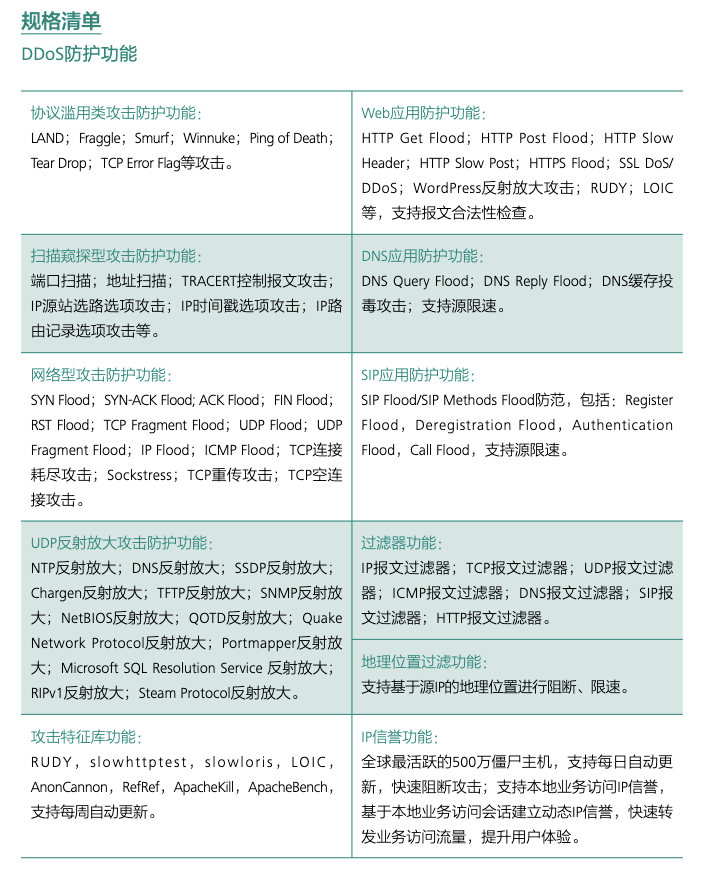 规格清单
DDoS防护功能
协议滥用类攻击防护功能：
LAND；Fraggle；Smurf；Winnuke；Ping of Death；
Tear Drop；TCP Error Flag等攻击。
Web应用防护功能：
HTTP Get Flood；HTTP Post Flood；HTTP Slow
Header；HTTP Slow Post；HTTPS Flood；SSL DoS/
DDoS；WordPress反射放大攻击；RUDY；LOIC
等，支持报文合法性检查。
扫描窥探型攻击防护功能：
端口扫描；地址扫描；TRACERT控制报文攻击；
IP源站选路选项攻击；IP时间戳选项攻击；IP路
由记录选项攻击等。
DNS应用防护功能：
DNS Query Flood；DNS Reply Flood；DNS缓存投
毒攻击；支持源限速。
网络型攻击防护功能：
SYN Flood；SYN-ACK Flood; ACK Flood；FIN Flood；
RST Flood；TCP Fragment Flood；UDP Flood；UDP
Fragment Flood；IP Flood；ICMP Flood；TCP连接
耗尽攻击；Sockstress；TCP重传攻击；TCP空连
接攻击。
SIP应用防护功能：
SIP Flood/SIP Methods Flood防范，包括：Register
Flood，Deregistration Flood，Authentication
Flood，Call Flood，支持源限速。
UDP反射放大攻击防护功能：
NTP反射放大；DNS反射放大；SSDP反射放大；
Chargen反射放大；TFTP反射放大；SNMP反射放
大；NetBIOS反射放大；QOTD反射放大；Quake
Network Protocol反射放大；Portmapper反射放
大；Microsoft SQL Resolution Service 反射放大；
RIPv1反射放大；Steam Protocol反射放大。
过滤器功能：
IP报文过滤器；TCP报文过滤器；UDP报文过滤
器；ICMP报文过滤器；DNS报文过滤器；SIP报
文过滤器；HTTP报文过滤器。
地理位置过滤功能：
支持基于源IP的地理位置进行阻断、限速。
攻击特征库功能：
RUDY，slowhttptest，slowloris，LOIC，
AnonCannon，RefRef，ApacheKill，ApacheBench，
支持每周自动更新。
IP信誉功能：
全球最活跃的500万僵尸主机，支持每日自动更
新，快速阻断攻击；支持本地业务访问IP信誉，
基于本地业务访问会话建立动态IP信誉，快速转
发业务访问流量，提升用户体验。